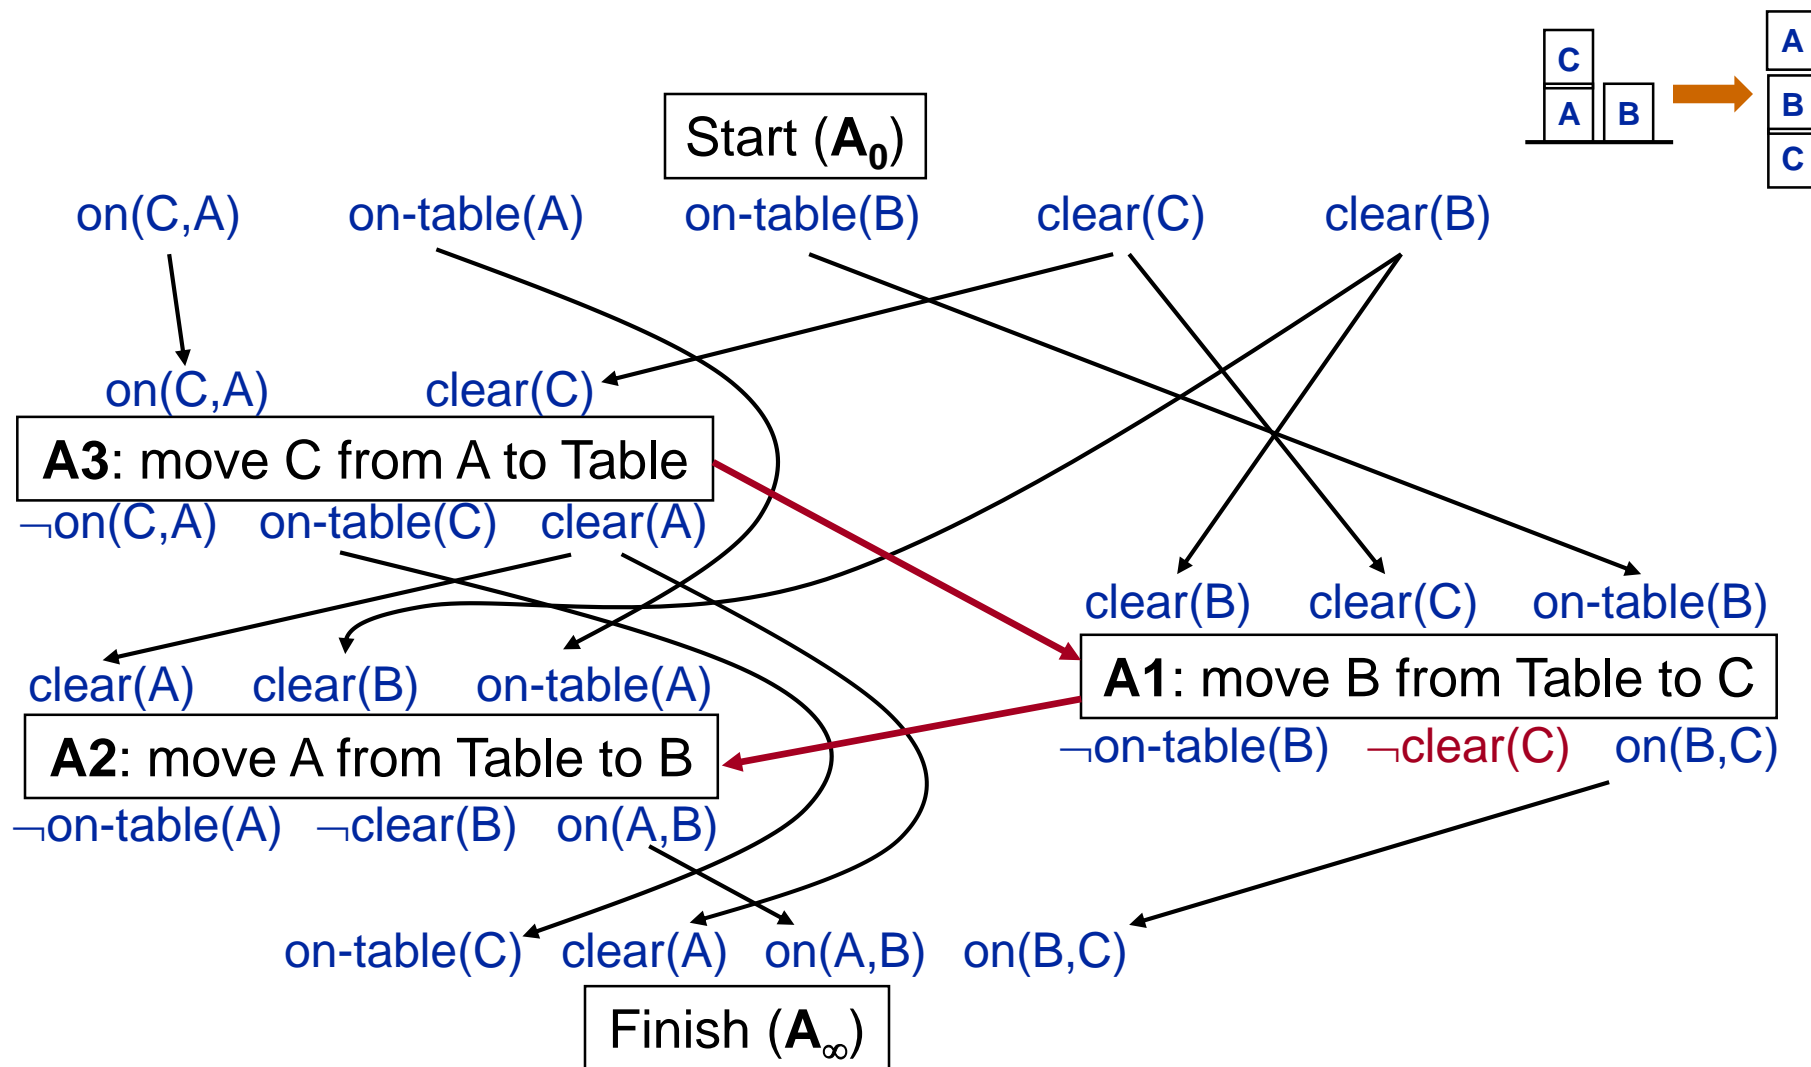 C
A B
A
B
C
Start (A₀)
on(C,A) on-table(A) on-table(B) clear(C) clear(B)
on(C,A) clear(C)
A3: move C from A to Table
¬on(C,A) on-table(C) clear(A)
clear(B) clear(C) on-table(B)
A1: move B from Table to C
¬on-table(B) ¬clear(C) on(B,C)
clear(A) clear(B) on-table(A)
A2: move A from Table to B
¬on-table(A) ¬clear(B) on(A,B)
on-table(C) clear(A) on(A,B) on(B,C)
Finish (A∞)